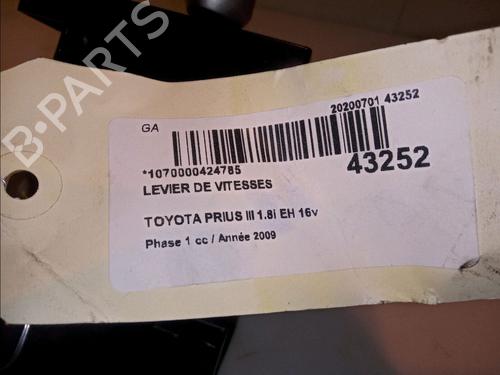 B-PARTS
GA
20200701 43252
*1070000424785
43252
LEVIER DE VITESSES
TOYOTA PRIUS III 1.8i EH 16v
Phase 1 cc / Année 2009